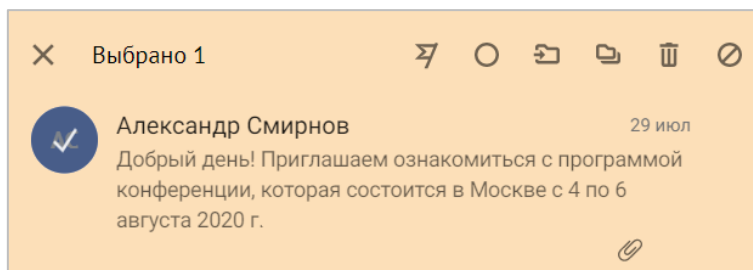 Выбрано 1
Александр Смирнов
29 июл
Добрый день! Приглашаем ознакомиться с программой
конференции, которая состоится в Москве с 4 по 6
августа 2020 г.